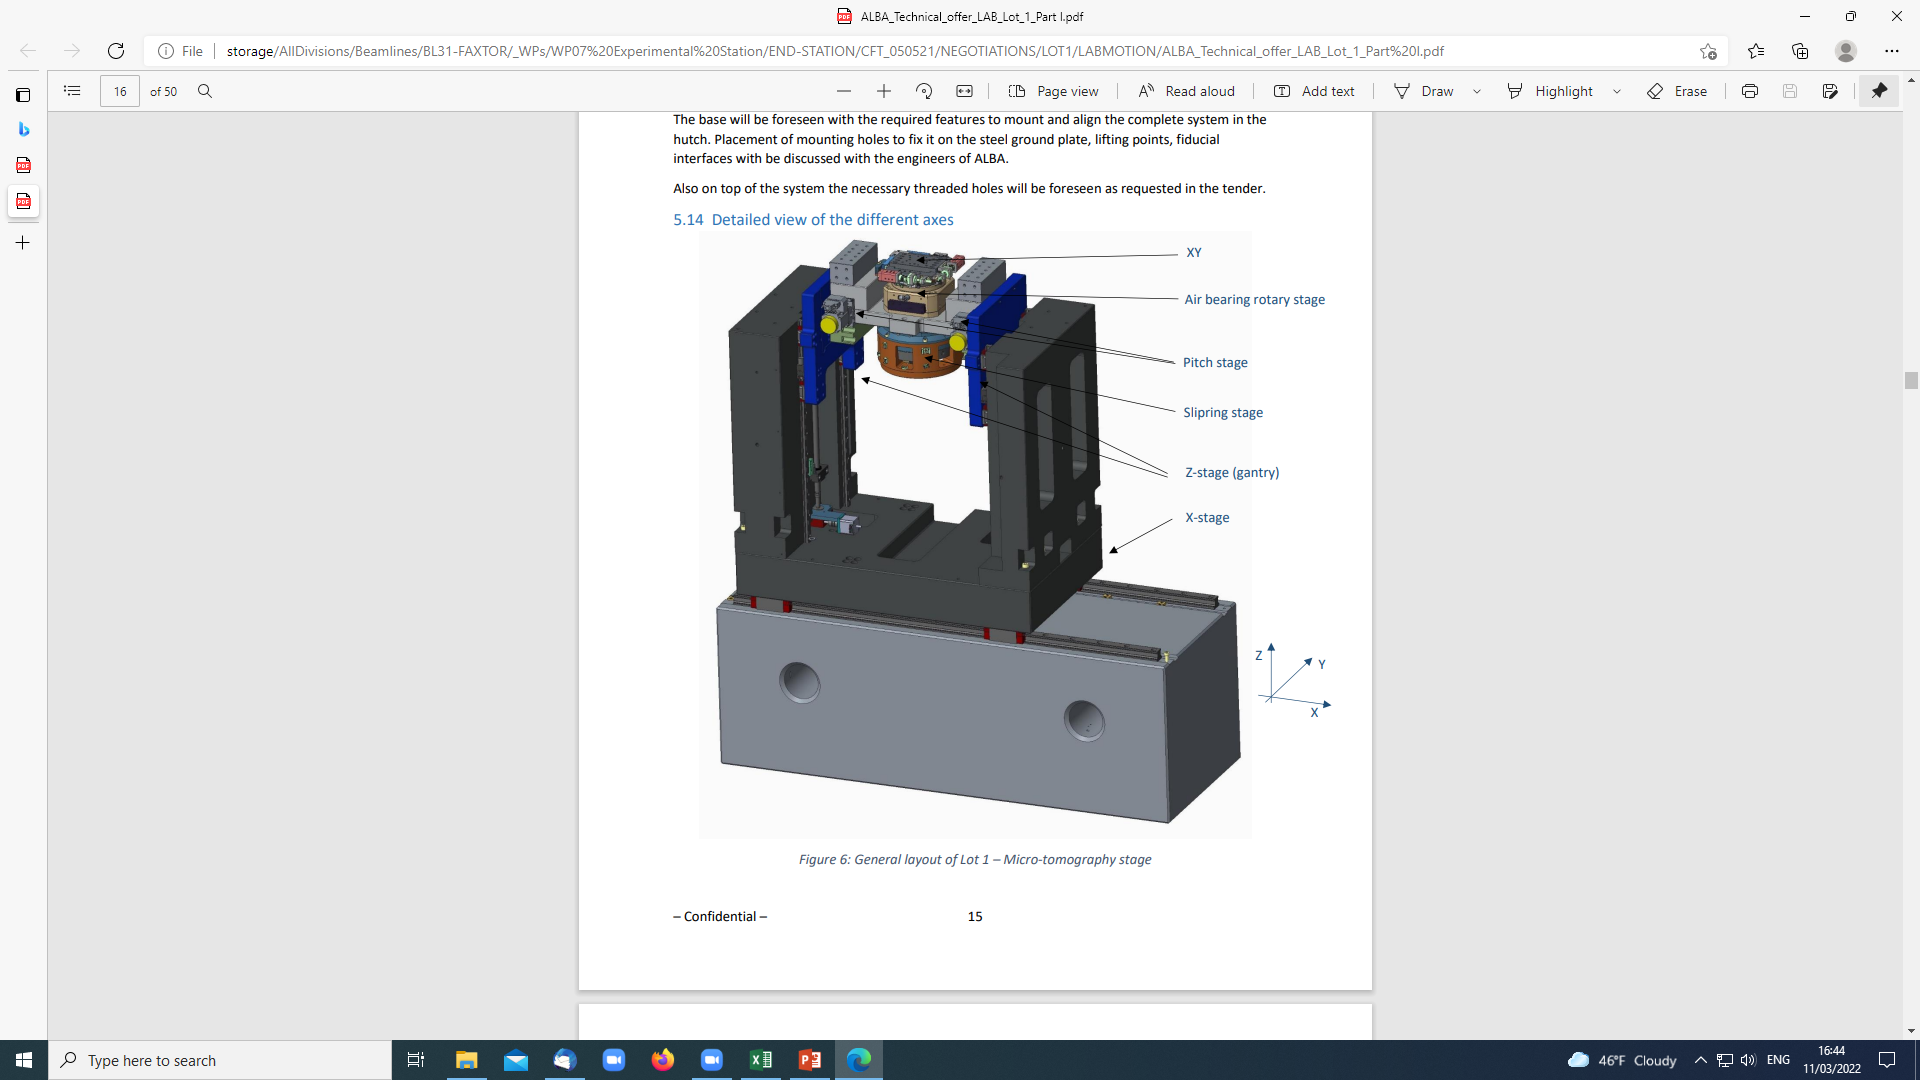 ALBA_Technical_offer_LAB_Lot_1_Part I.pdf
File
storage/AllDivisions/Beamlines/BL31-FAXTOR/_WPs/WP07%20Experimental%20Station/END-STATION/CFT_050521/NEGOTIATIONS/LOT1/LABMOTION/ALBA_Technical_offer_LAB_Lot_1_Part%20I.pdf
16 of 50
Page view
Read aloud
Add text
Draw
Highlight
Erase
The base will be foreseen with the required features to mount and align the complete system in the
hutch. Placement of mounting holes to fix it on the steel ground plate, lifting points, fiducial
interfaces with be discussed with the engineers of ALBA.
Also on top of the system the necessary threaded holes will be foreseen as requested in the tender.
5.14 Detailed view of the different axes
XY
Air bearing rotary stage
Pitch stage
Slipring stage
Z-stage (gantry)
X-stage
Z
Y
X
Figure 6: General layout of Lot 1 – Micro-tomography stage
– Confidential –
15
Type here to search
46°F Cloudy
ENG
16:44
11/03/2022